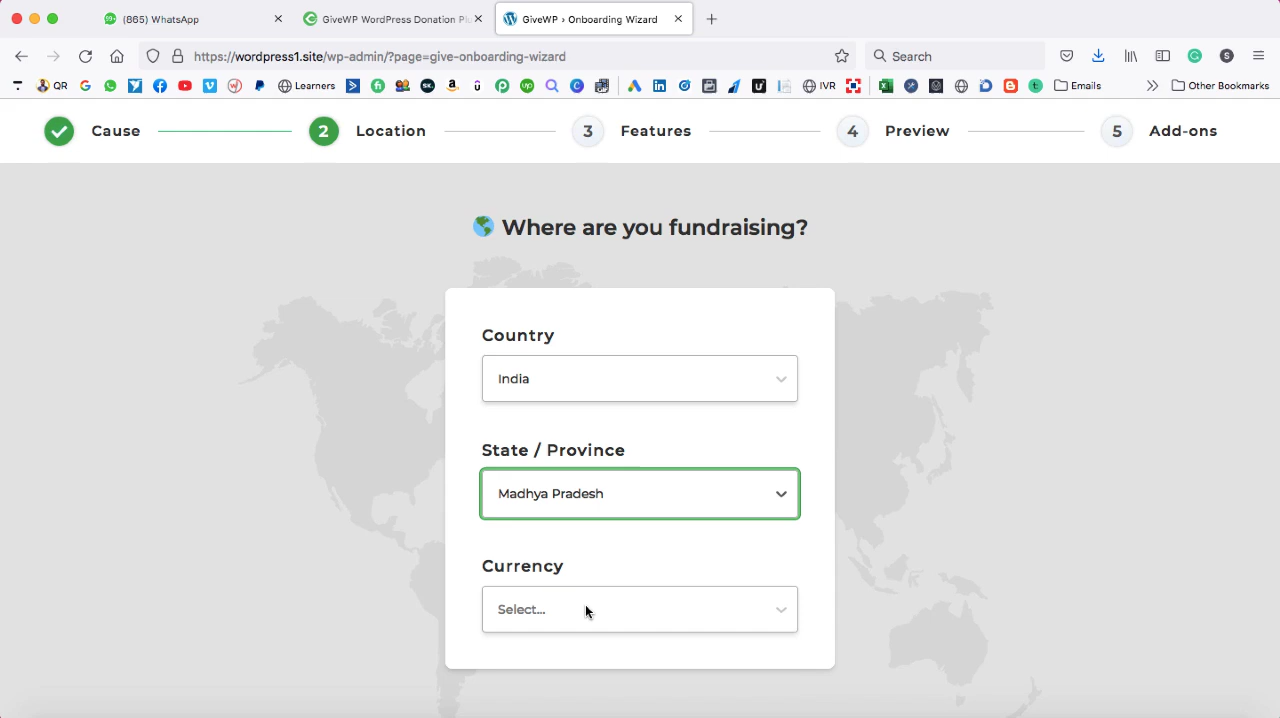 (865) WhatsApp
GiveWP WordPress Donation Plu
GiveWP › Onboarding Wizard
https://wordpress1.site/wp-admin/?page=give-onboarding-wizard
Search
QR
Learners
IVR
Emails
Other Bookmarks
Cause
2 Location
3 Features
4 Preview
5 Add-ons
Where are you fundraising?
Country
India
State / Province
Madhya Pradesh
Currency
Select...